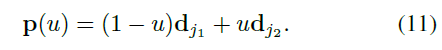 p(u) = (1 − u)d_{j_1} + ud_{j_2}. (11)